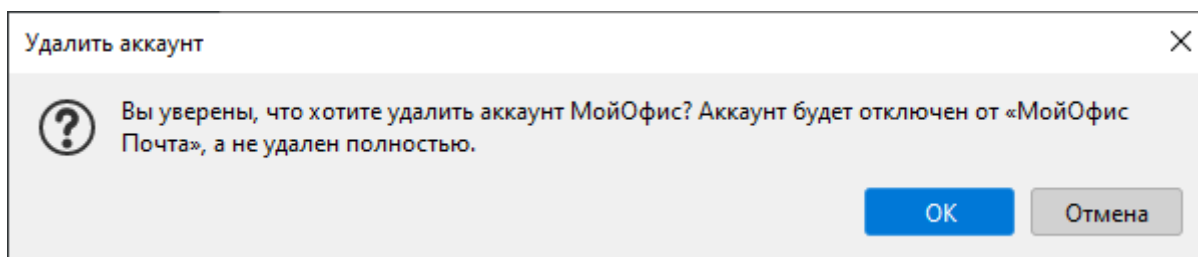 Удалить аккаунт
Вы уверены, что хотите удалить аккаунт МойОфис? Аккаунт будет отключен от «МойОфис
Почта», а не удален полностью.
ОК
Отмена